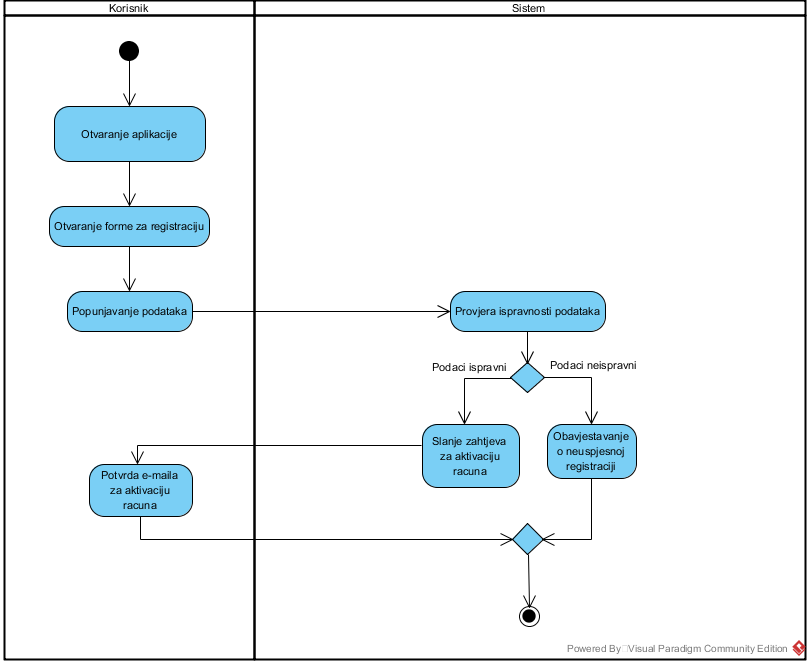 Korisnik
Sistem
Otvaranje aplikacije
Otvaranje forme za registraciju
Popunjavanje podataka
Provjera ispravnosti podataka
Podaci ispravni
Podaci neispravni
Slanje zahtjeva
za aktivaciju
racuna
Obavjestavanje
o neuspjesnoj
registraciji
Potvrda e-maila
za aktivaciju
racuna
Powered By Visual Paradigm Community Edition